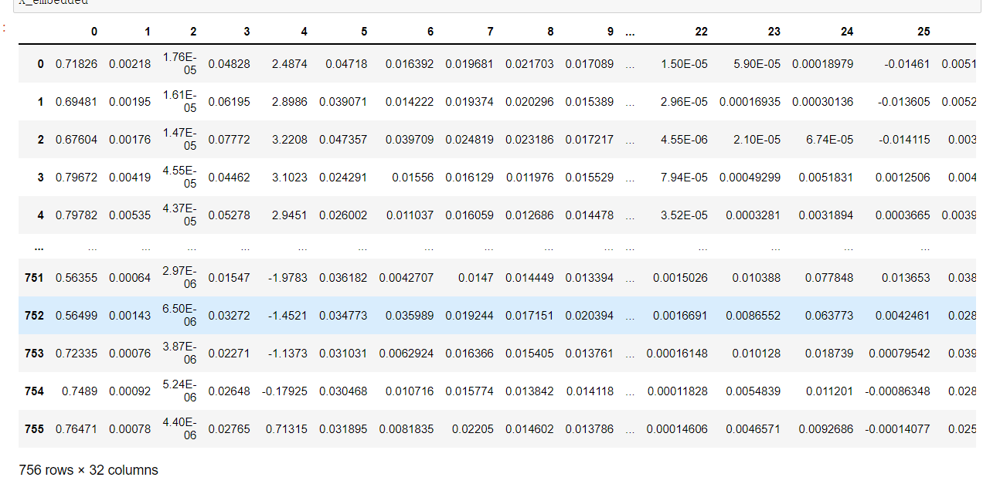 X_embedded
:
0 1 2 3 4 5 6 7 8 9 ... 22 23 24 25
0 0.71826 0.00218 1.76E-05 0.04828 2.4874 0.04718 0.016392 0.019681 0.021703 0.017089 ... 1.50E-05 5.90E-05 0.00018979 -0.01461 0.0051
1 0.69481 0.00195 1.61E-05 0.06195 2.8986 0.039071 0.014222 0.019374 0.020296 0.015389 ... 2.96E-05 0.00016935 0.00030136 -0.013605 0.0052
2 0.67604 0.00176 1.47E-05 0.07772 3.2208 0.047357 0.039709 0.024819 0.023186 0.017217 ... 4.55E-06 2.10E-05 6.74E-05 -0.014115 0.003
3 0.79672 0.00419 4.55E-05 0.04462 3.1023 0.024291 0.01556 0.016129 0.011976 0.015529 ... 7.94E-05 0.00049299 0.0051831 0.0012506 0.004
4 0.79782 0.00535 4.37E-05 0.05278 2.9451 0.026002 0.011037 0.016059 0.012686 0.014478 ... 3.52E-05 0.0003281 0.0031894 0.0003665 0.0039
... ... ... ... ... ... ... ... ... ... ... ... ... ... ... ...
751 0.56355 0.00064 2.97E-06 0.01547 -1.9783 0.036182 0.0042707 0.0147 0.014449 0.013394 ... 0.0015026 0.010388 0.077848 0.013653 0.038
752 0.56499 0.00143 6.50E-06 0.03272 -1.4521 0.034773 0.035989 0.019244 0.017151 0.020394 ... 0.0016691 0.0086552 0.063773 0.0042461 0.028
753 0.72335 0.00076 3.87E-06 0.02271 -1.1373 0.031031 0.0062924 0.016366 0.015405 0.013761 ... 0.00016148 0.010128 0.018739 0.00079542 0.039
754 0.7489 0.00092 5.24E-06 0.02648 -0.17925 0.030468 0.010716 0.015774 0.013842 0.014118 ... 0.00011828 0.0054839 0.011201 -0.00086348 0.028
755 0.76471 0.00078 4.40E-06 0.02765 0.71315 0.031895 0.0081835 0.02205 0.014602 0.013786 ... 0.00014606 0.0046571 0.0092686 -0.00014077 0.025
756 rows × 32 columns